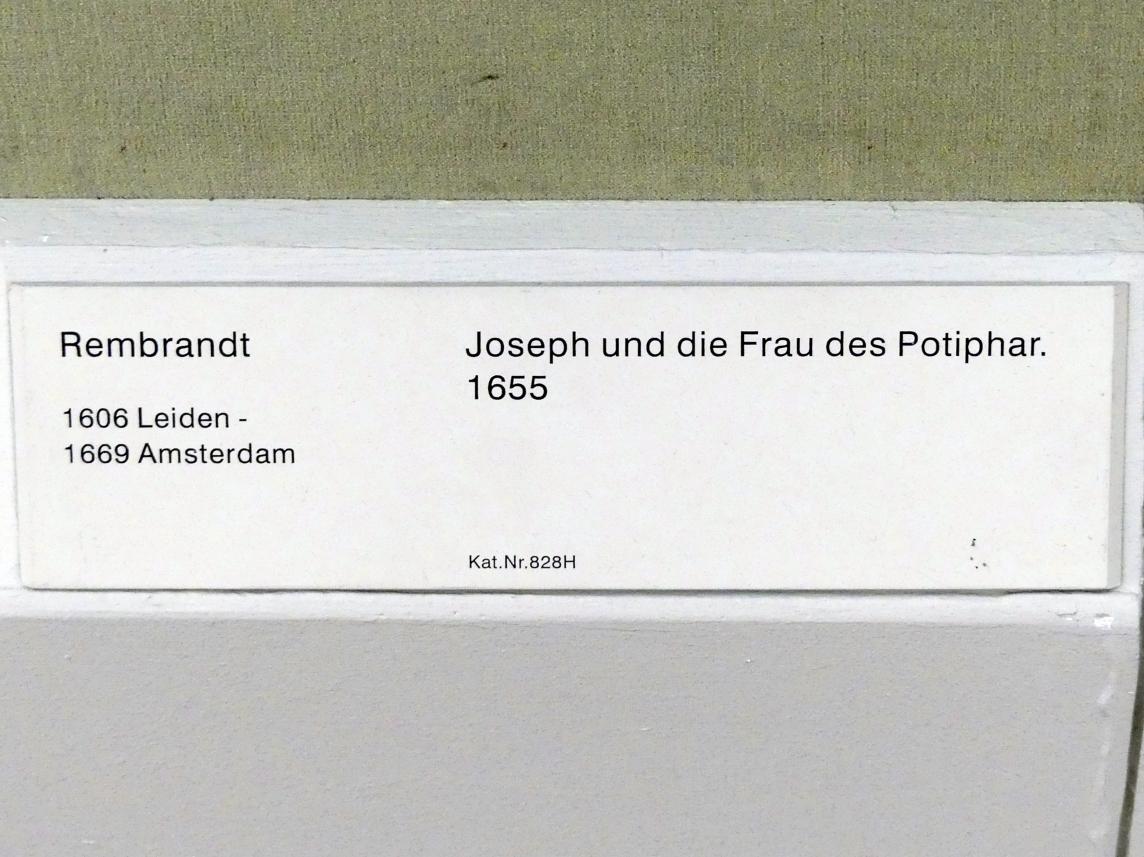 Rembrandt
1606 Leiden -
1669 Amsterdam
Joseph und die Frau des Potiphar.
1655
Kat.Nr.828H